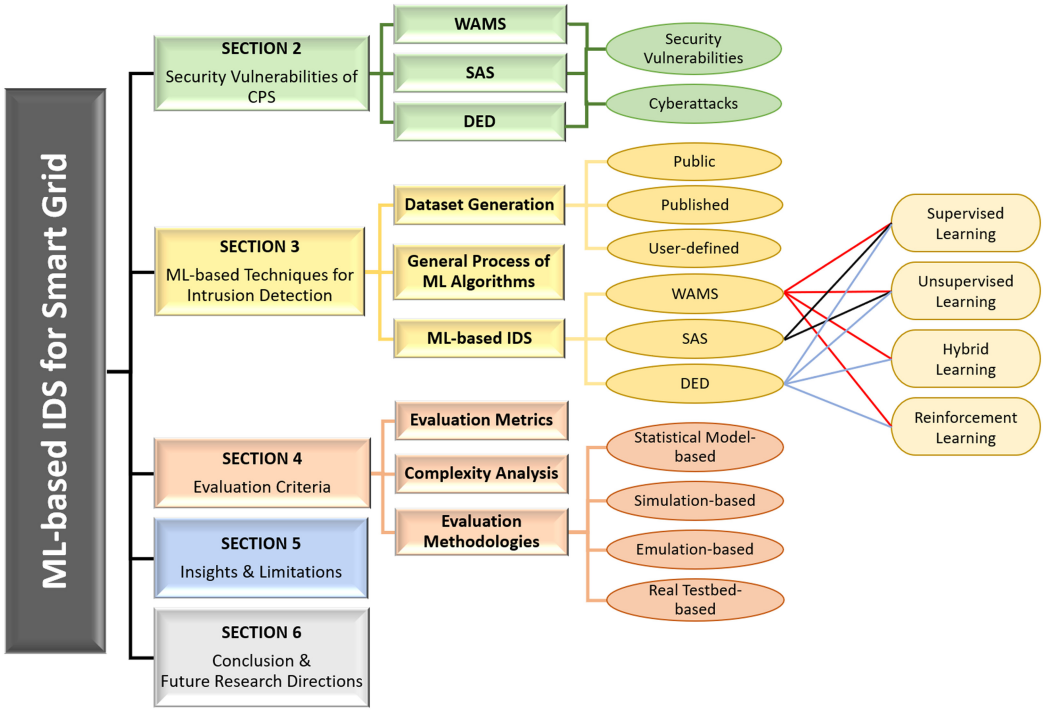 ML-based IDS for Smart Grid
SECTION 2
Security Vulnerabilities of
CPS
WAMS
SAS
DED
Security
Vulnerabilities
Cyberattacks
SECTION 3
ML-based Techniques for
Intrusion Detection
Dataset Generation
General Process of
ML Algorithms
ML-based IDS
Public
Published
User-defined
WAMS
SAS
DED
Supervised
Learning
Unsupervised
Learning
Hybrid
Learning
Reinforcement
Learning
SECTION 4
Evaluation Criteria
Evaluation Metrics
Complexity Analysis
Evaluation
Methodologies
Statistical Model-
based
Simulation-based
Emulation-based
Real Testbed-
based
SECTION 5
Insights & Limitations
SECTION 6
Conclusion &
Future Research Directions